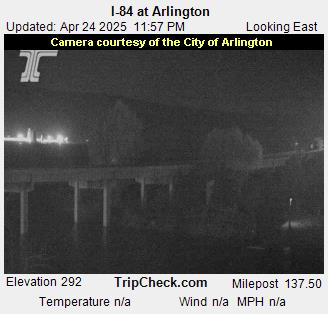 I-84 at Arlington
Updated: Apr 24 2025 11:57 PM Looking East
Camera courtesy of the City of Arlington
Elevation 292 TripCheck.com Milepost 137.50
Temperature n/a Wind n/a MPH n/a